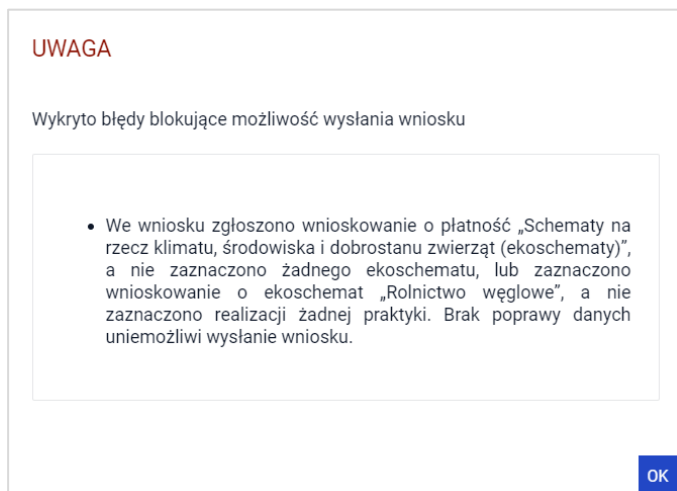 UWAGA
Wykryto błędy blokujące możliwość wysłania wniosku
• We wniosku zgłoszono wnioskowanie o płatność „Schematy na
rzecz klimatu, środowiska i dobrostanu zwierząt (ekoschematy)”,
a nie zaznaczono żadnego ekoschematu, lub zaznaczono
wnioskowanie o ekoschemat „Rolnictwo węglowe”, a nie
zaznaczono realizacji żadnej praktyki. Brak poprawy danych
uniemożliwi wysłanie wniosku.
OK